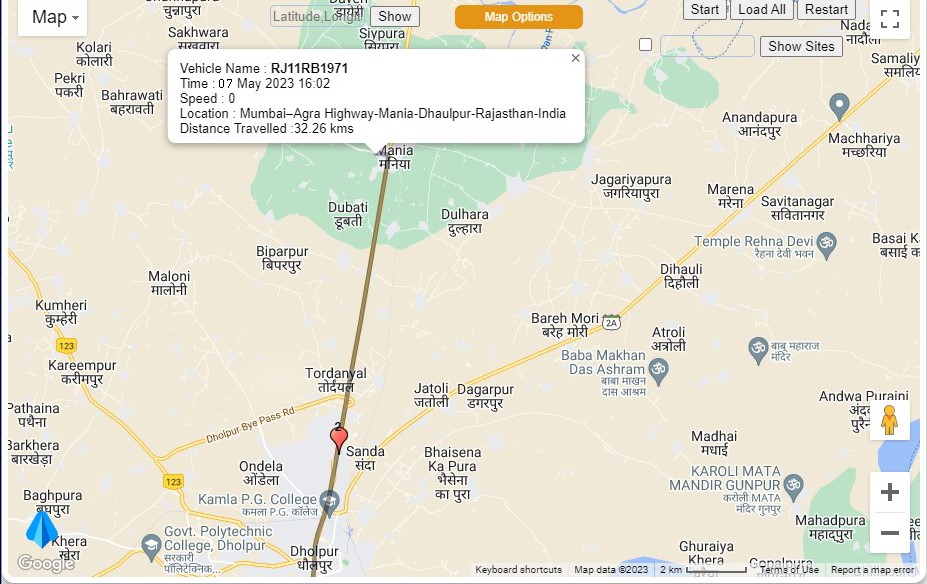 Map
चुन्नापुरा
डगोरी
Latitude,Longit
Show
Map Options
Start
Load All
Restart
Show Sites
Sakhwara
सखवारा
Kolari
कोलारी
Sivpura
Pekri
पकरी
Bahrawati
बहरावती
Vehicle Name : RJ11RB1971
Time : 07 May 2023 16:02
Speed : 0
Location : Mumbai–Agra Highway-Mania-Dhaulpur-Rajasthan-India
Distance Travelled :32.26 kms
Samaliy
Anandapura
आनंदपुर
Machhariya
मच्छरिया
Mania
मनिया
Jagariyapura
जगरियापुरा
Marena
मरेना
Savitanagar
सवितानगर
Dubati
डूबती
Dulhara
दुल्हारा
Temple Rehna Devi
रेहना देवी भवन
Basai Ka
बसाई क
Biparpur
बिपरपुर
Dihauli
दिहौली
Maloni
मालोनी
Kumheri
कुम्हेरी
Bareh Mori
बरेह मोरी
2A
Atroli
अत्रोली
123
Baba Makhan
Das Ashram
बाबा माखन
दास आश्रम
बाबू महाराज
मंदिर
Kareempur
करीमपुर
Tordanyal
तोर्दंयल
Jatoli
जतोली
Dagarpur
डगरपुर
Andwa Puraini
Pathaina
पथैना
Dholpur Bye Pass Rd
2
Barkhera
बारखेड़ा
Sanda
संदा
Bhaisena
Ka Pura
भैसेना
का पुरा
Madhai
मधाई
Ondela
ओंडेला
123
KAROLI MATA
MANDIR GUNPUR
करोली MATA
मंदिर गुनपुर
Baghpura
बघपुरा
Kamla P.G. College
कमला P.G. कॉलेज
Mahadpura
महादपुरा
Khera
खेरा
Govt. Polytechnic
College, Dholpur
सरकारी
पॉलिटेक्निक...
Dholpur
धौलपुर
Ghuraiya
Khera
Gopalpura
Google
Keyboard shortcuts
Map data ©2023
2 km
Terms of Use
Report a map error